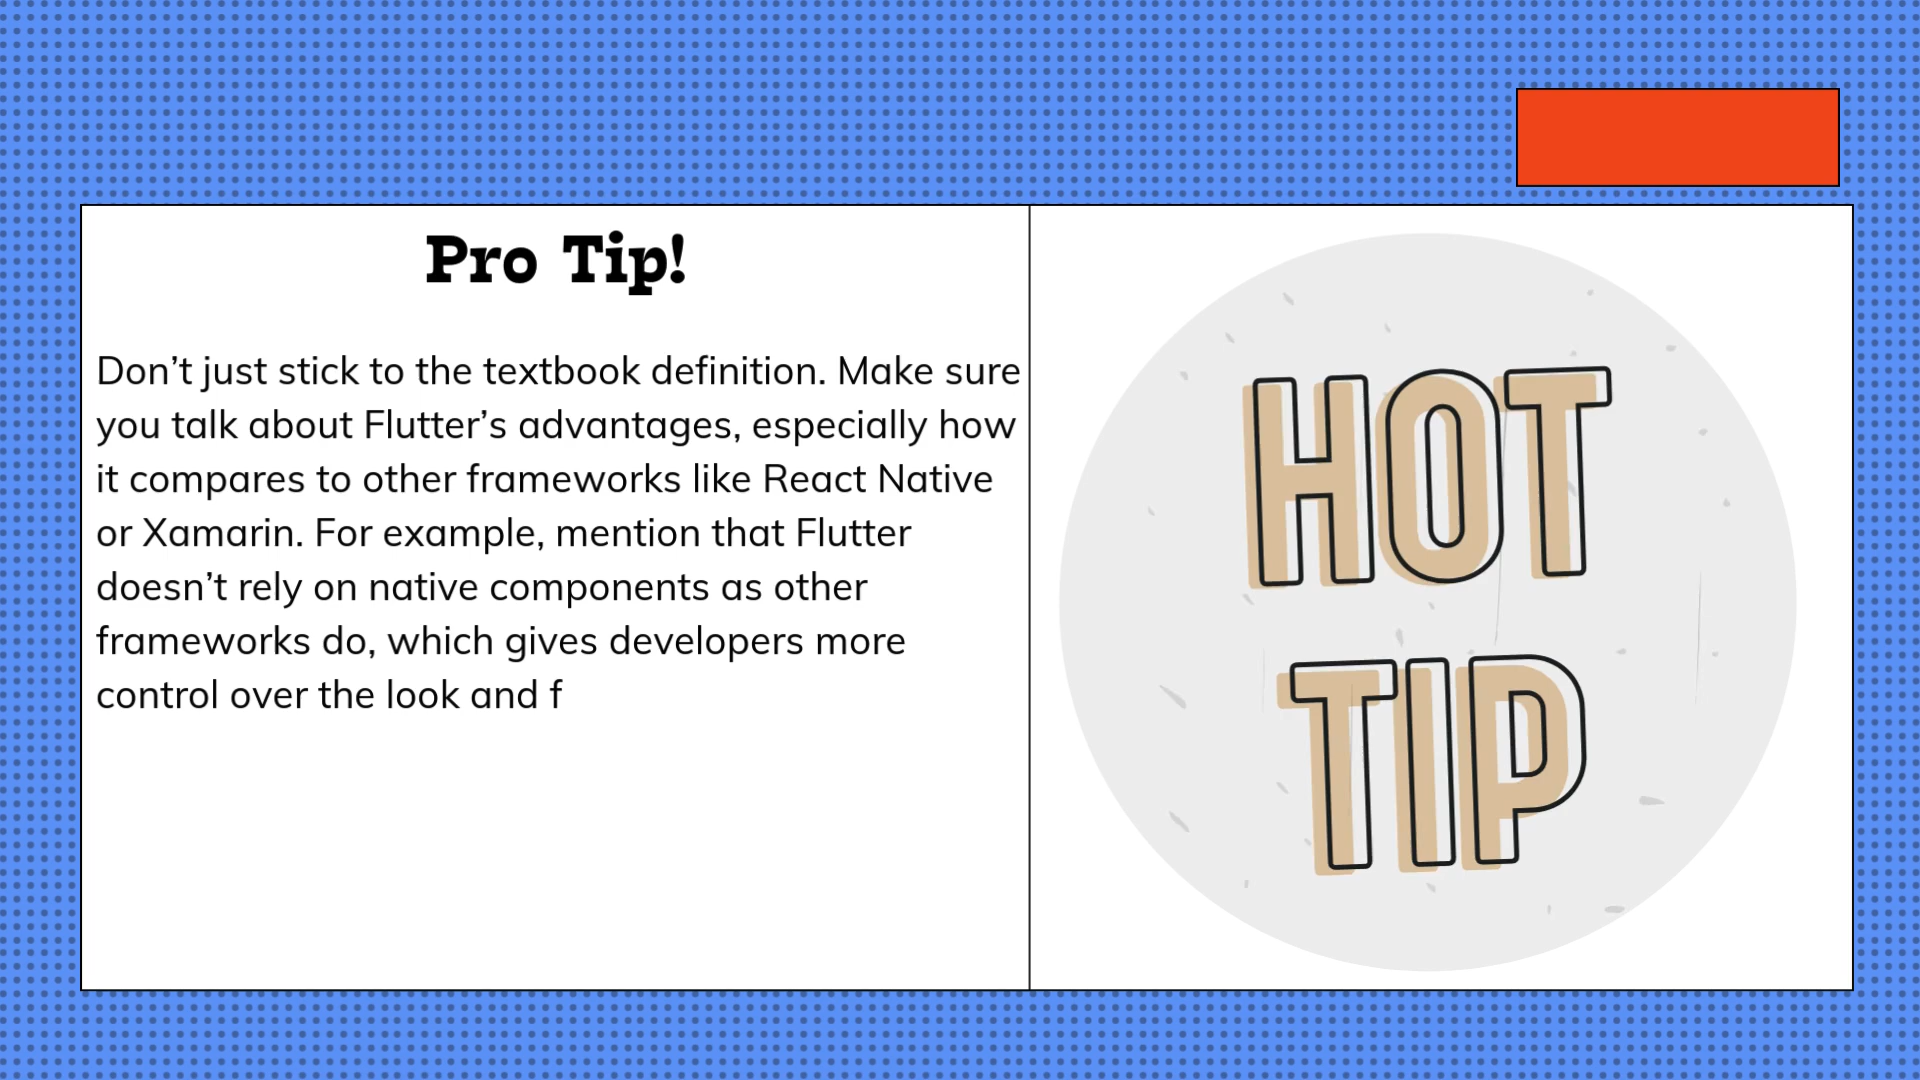 Pro Tip!
Don’t just stick to the textbook definition. Make sure
you talk about Flutter’s advantages, especially how
it compares to other frameworks like React Native
or Xamarin. For example, mention that Flutter
doesn’t rely on native components as other
frameworks do, which gives developers more
control over the look and f
HOT
TIP